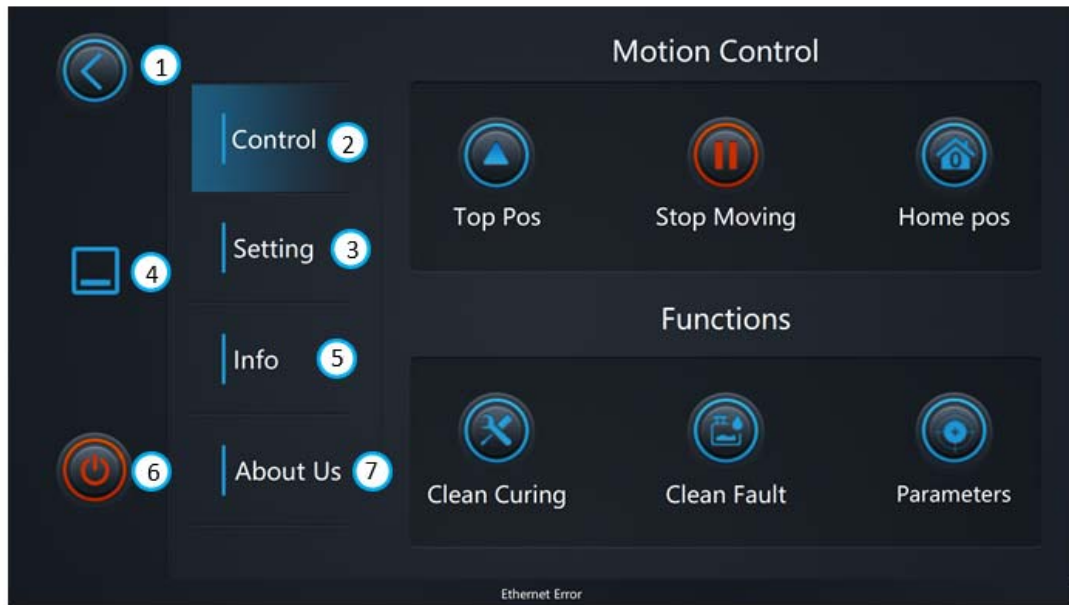 Motion Control
1
Control 2
Top Pos Stop Moving 0 Home pos
Setting 3
4
Functions
Info 5
6
About Us 7
Clean Curing Clean Fault Parameters
Ethernet Error